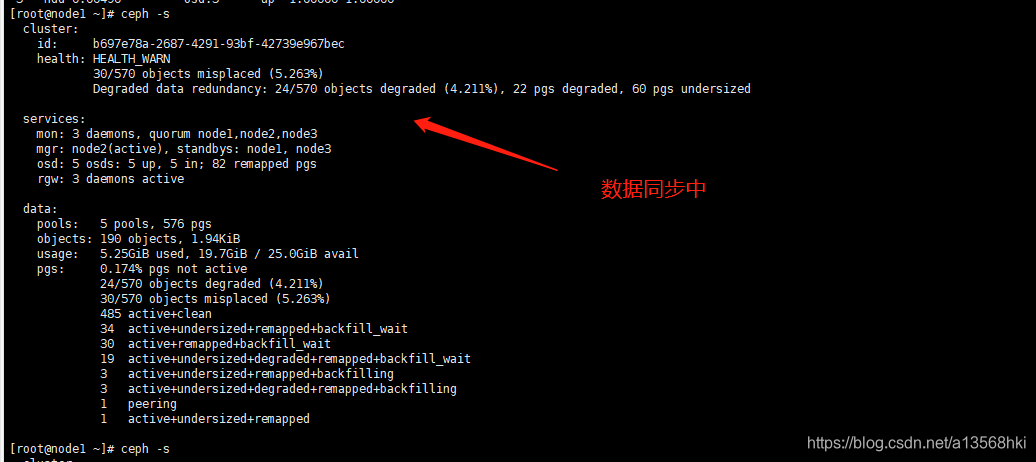 [root@node1 ~]# ceph -s
cluster:
id: b697e78a-2687-4291-93bf-42739e967bec
health: HEALTH_WARN
30/570 objects misplaced (5.263%)
Degraded data redundancy: 24/570 objects degraded (4.211%), 22 pgs degraded, 60 pgs undersized
services:
mon: 3 daemons, quorum node1,node2,node3
mgr: node2(active), standbys: node1, node3
osd: 5 osds: 5 up, 5 in; 82 remapped pgs
rgw: 3 daemons active
数据同步中
data:
pools: 5 pools, 576 pgs
objects: 190 objects, 1.94KiB
usage: 5.25GiB used, 19.7GiB / 25.0GiB avail
pgs: 0.174% pgs not active
24/570 objects degraded (4.211%)
30/570 objects misplaced (5.263%)
485 active+clean
34 active+undersized+remapped+backfill_wait
30 active+remapped+backfill_wait
19 active+undersized+degraded+remapped+backfill_wait
3 active+undersized+remapped+backfilling
3 active+undersized+degraded+remapped+backfilling
1 peering
1 active+undersized+remapped
[root@node1 ~]# ceph -s
https://blog.csdn.net/a13568hki